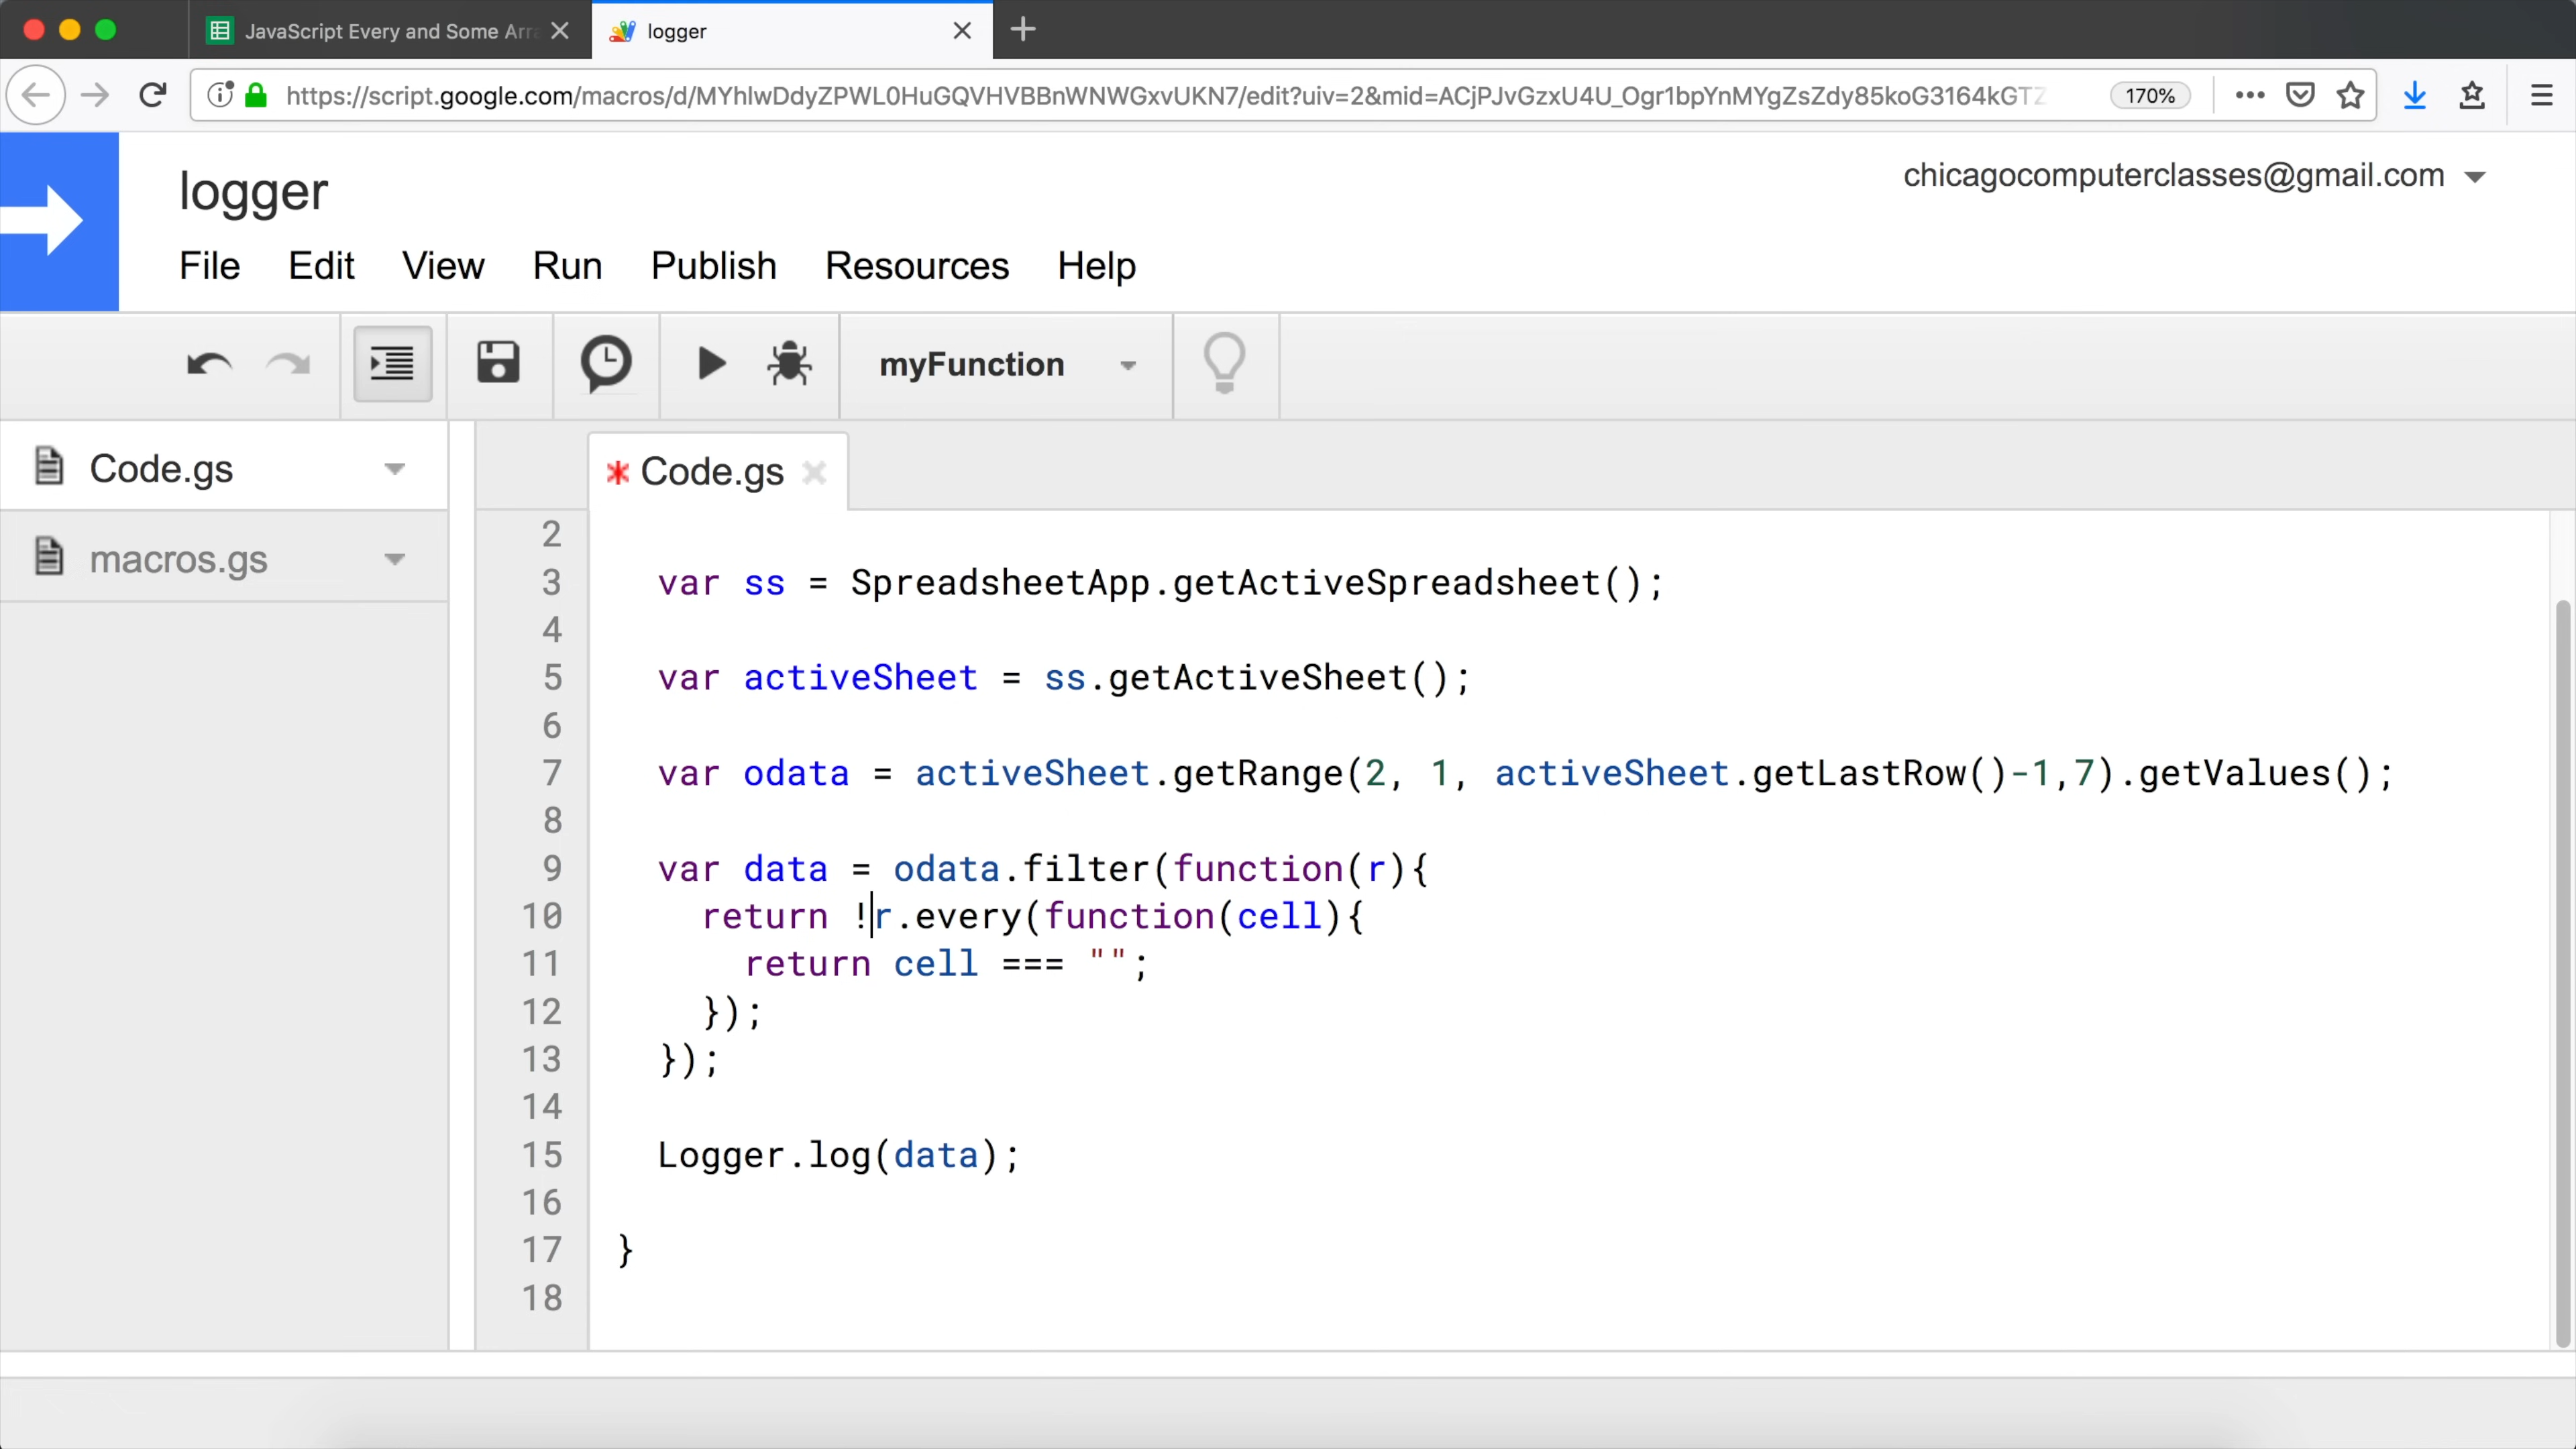 JavaScript Every and Some Arra
logger
https://script.google.com/macros/d/MYhlwDdyZPWL0HuGQVHVBBnWNWGxvUKN7/edit?uiv=2&mid=ACjPJvGzxU4U_Ogr1bpYnMYgZsZdy85koG3164kGTZ
170%
logger
chicagocomputerclasses@gmail.com
File Edit View Run Publish Resources Help
myFunction
Code.gs
macros.gs
* Code.gs
2
3 var ss = SpreadsheetApp.getActiveSpreadsheet();
4
5 var activeSheet = ss.getActiveSheet();
6
7 var odata = activeSheet.getRange(2, 1, activeSheet.getLastRow()-1,7).getValues();
8
9 var data = odata.filter(function(r){
10 return !r.every(function(cell){
11 return cell === "";
12 });
13 });
14
15 Logger.log(data);
16
17 }
18